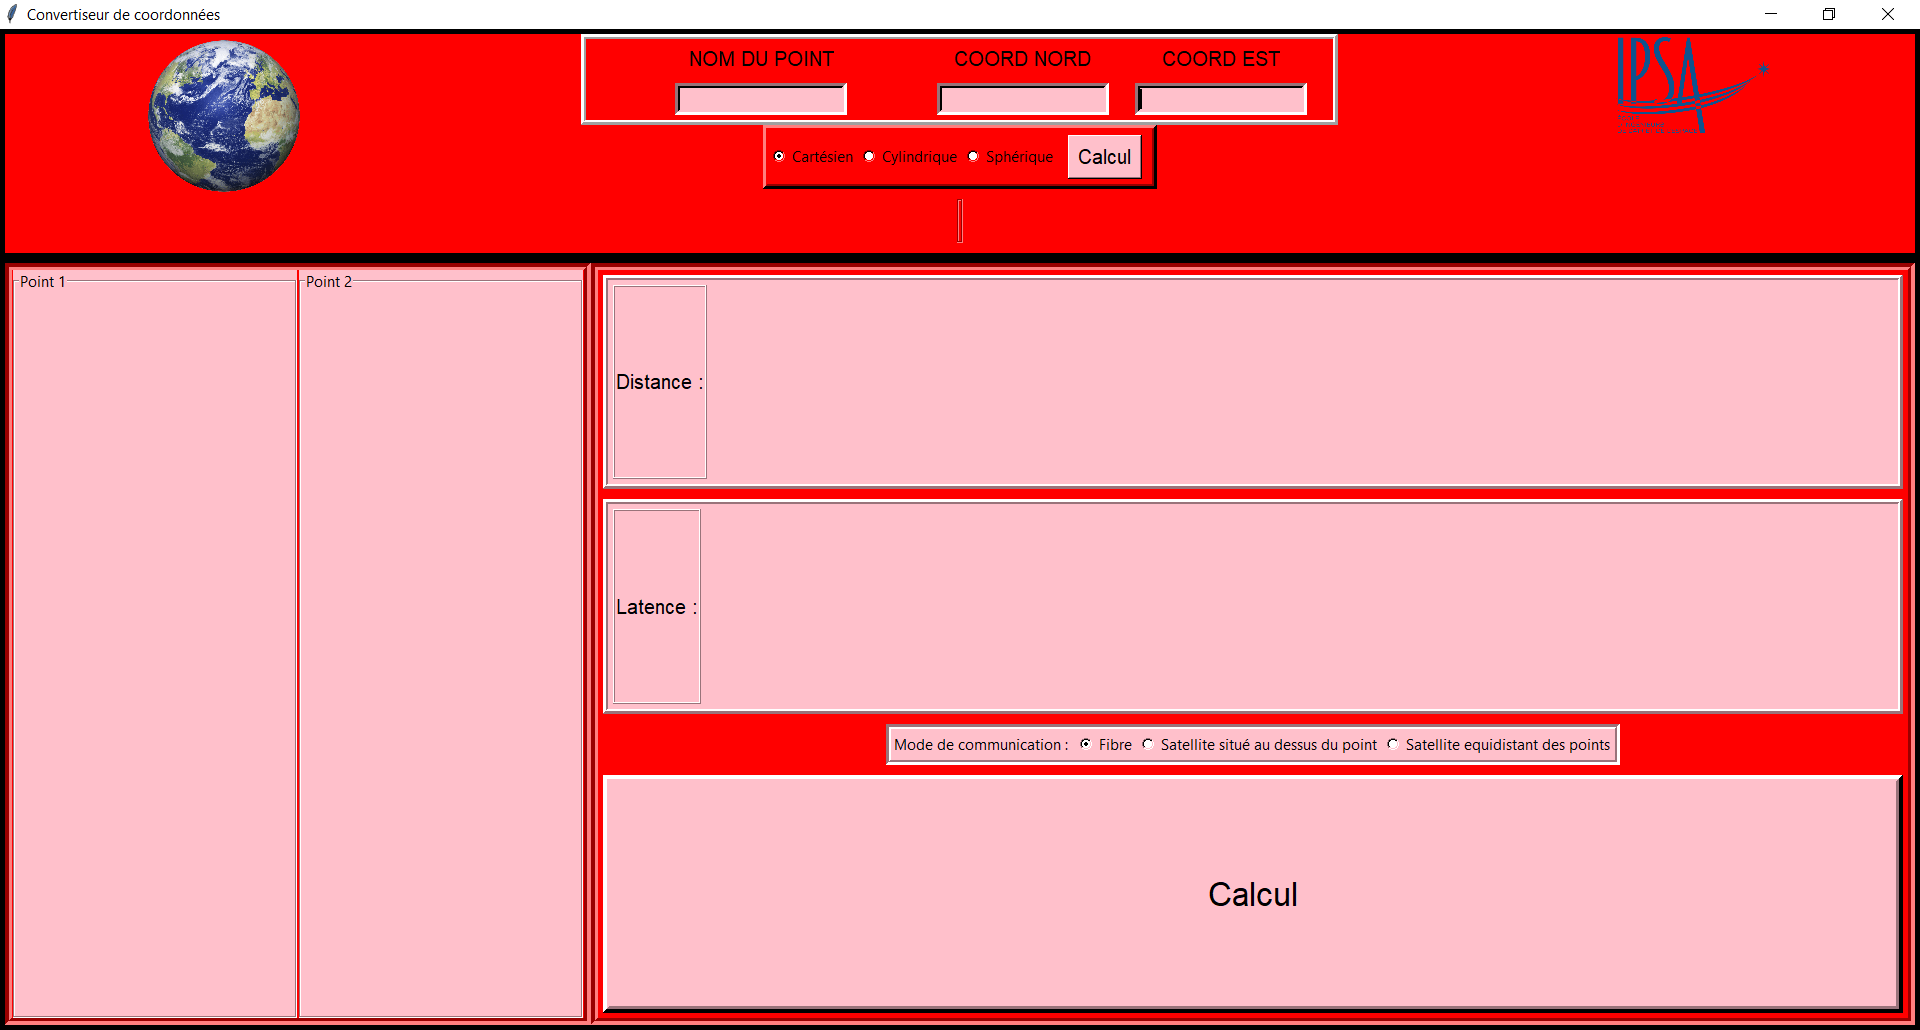 Convertiseur de coordonnées
NOM DU POINT COORD NORD COORD EST
IPSA
Cartésien Cylindrique Sphérique Calcul
Point 1 Point 2
Distance :
Latence :
Mode de communication : Fibre Satellite situé au dessus du point Satellite equidistant des points
Calcul